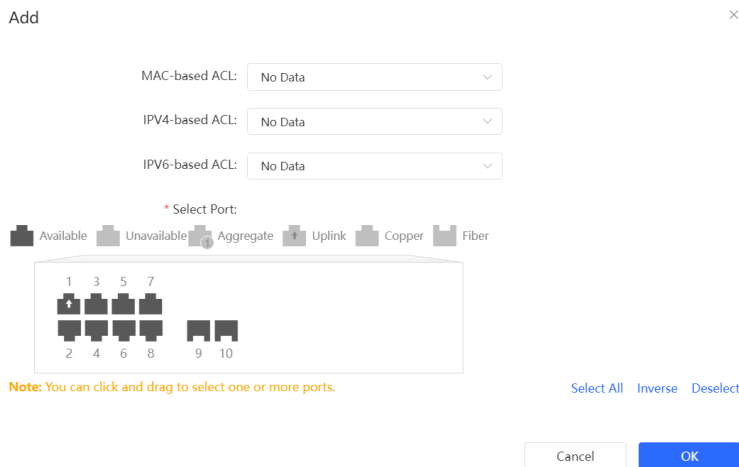 Add
MAC-based ACL: No Data
IPV4-based ACL: No Data
IPV6-based ACL: No Data
* Select Port:
Available Unavailable 1 Aggregate Uplink Copper Fiber
1 3 5 7
2 4 6 8 9 10
Note: You can click and drag to select one or more ports. Select All Inverse Deselect
Cancel OK